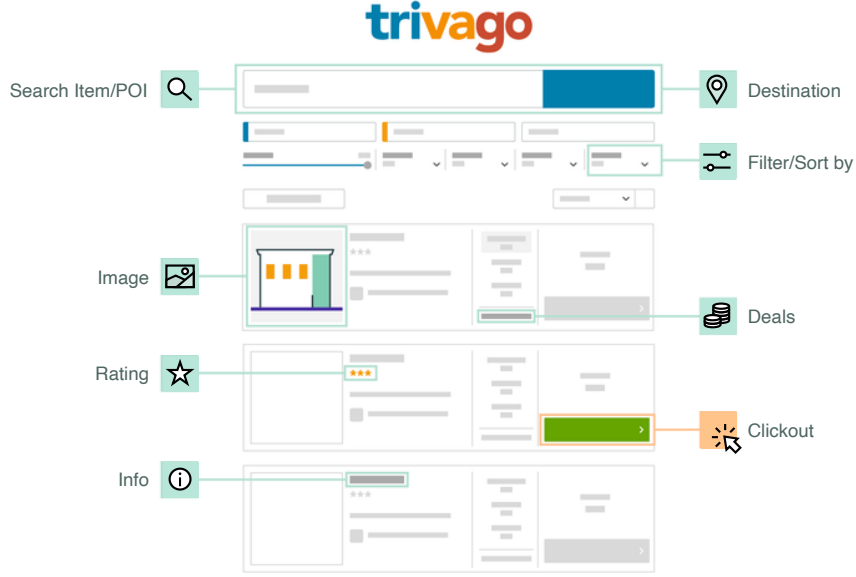 trivago
Search Item/POI
Destination
Filter/Sort by
Image
Deals
Rating
Clickout
Info